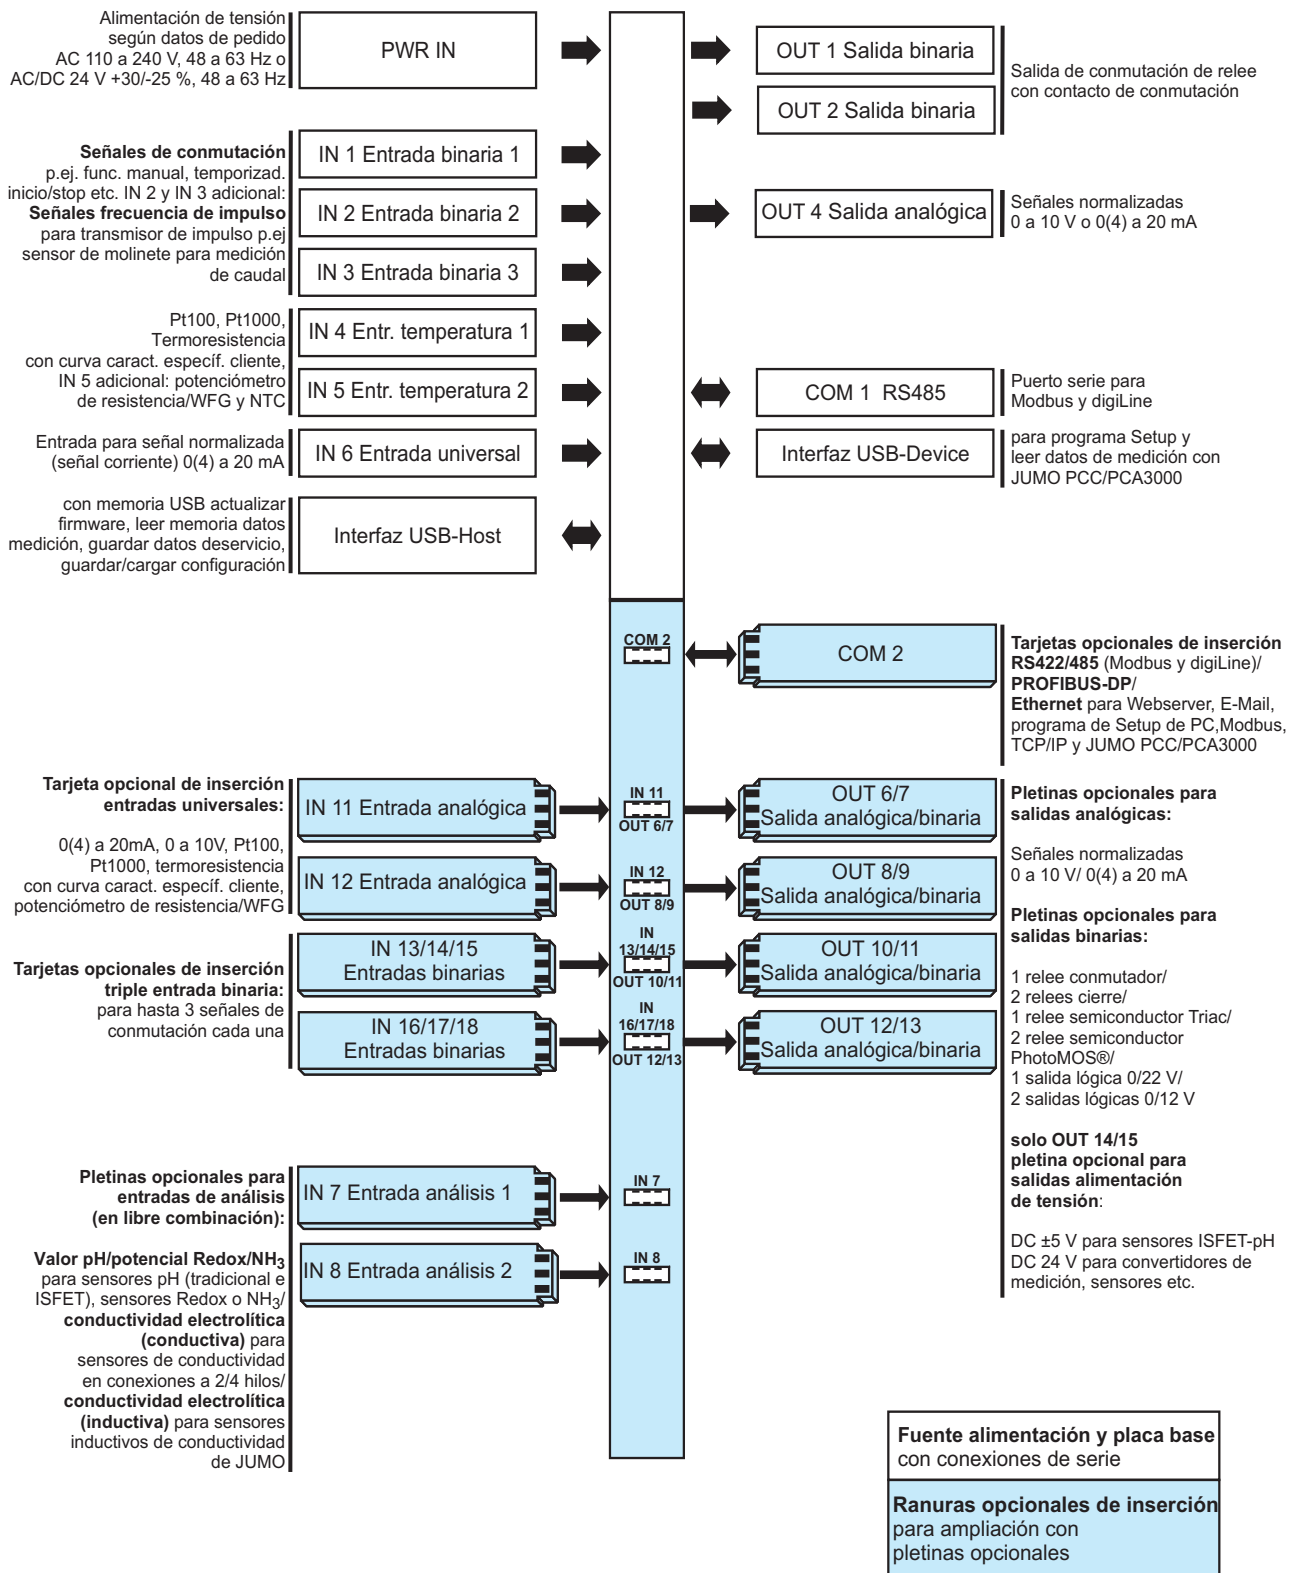 Alimentación de tensión
según datos de pedido
AC 110 a 240 V, 48 a 63 Hz o
AC/DC 24 V +30/-25 %, 48 a 63 Hz
PWR IN
OUT 1 Salida binaria
OUT 2 Salida binaria
Salida de conmutación de relee
con contacto de conmutación
Señales de conmutación
p.ej. func. manual, temporizad.
inicio/stop etc. IN 2 y IN 3 adicional:
Señales frecuencia de impulso
para transmisor de impulso p.ej
sensor de molinete para medición
de caudal
IN 1 Entrada binaria 1
IN 2 Entrada binaria 2
IN 3 Entrada binaria 3
OUT 4 Salida analógica
Señales normalizadas
0 a 10 V o 0(4) a 20 mA
Pt100, Pt1000,
Termoresistencia
con curva caract. específ. cliente,
IN 5 adicional: potenciómetro
de resistencia/WFG y NTC
IN 4 Entr. temperatura 1
IN 5 Entr. temperatura 2
COM 1 RS485
Puerto serie para
Modbus y digiLine
Entrada para señal normalizada
(señal corriente) 0(4) a 20 mA
IN 6 Entrada universal
Interfaz USB-Device
para programa Setup y
leer datos de medición con
JUMO PCC/PCA3000
con memoria USB actualizar
firmware, leer memoria datos
medición, guardar datos deservicio,
guardar/cargar configuración
Interfaz USB-Host
COM 2
COM 2
Tarjetas opcionales de inserción
RS422/485 (Modbus y digiLine)/
PROFIBUS-DP/
Ethernet para Webserver, E-Mail,
programa de Setup de PC,Modbus,
TCP/IP y JUMO PCC/PCA3000
Tarjeta opcional de inserción
entradas universales:
0(4) a 20mA, 0 a 10V, Pt100,
Pt1000, termoresistencia
con curva caract. específ. cliente,
potenciómetro de resistencia/WFG
IN 11 Entrada analógica
IN 11
OUT 6/7
OUT 6/7
Salida analógica/binaria
IN 12 Entrada analógica
IN 12
OUT 8/9
OUT 8/9
Salida analógica/binaria
Tarjetas opcionales de inserción
triple entrada binaria:
para hasta 3 señales de
conmutación cada una
IN 13/14/15
Entradas binarias
IN
13/14/15
OUT 10/11
OUT 10/11
Salida analógica/binaria
IN 16/17/18
Entradas binarias
IN
16/17/18
OUT 12/13
OUT 12/13
Salida analógica/binaria
Pletinas opcionales para
salidas analógicas:
Señales normalizadas
0 a 10 V/ 0(4) a 20 mA
Pletinas opcionales para
salidas binarias:
1 relee conmutador/
2 relees cierre/
1 relee semiconductor Triac/
2 relee semiconductor
PhotoMOS®/
1 salida lógica 0/22 V/
2 salidas lógicas 0/12 V
solo OUT 14/15
pletina opcional para
salidas alimentación
de tensión:
DC ±5 V para sensores ISFET-pH
DC 24 V para convertidores de
medición, sensores etc.
Pletinas opcionales para
entradas de análisis
(en libre combinación):
Valor pH/potencial Redox/NH3
para sensores pH (tradicional e
ISFET), sensores Redox o NH3/
conductividad electrolítica
(conductiva) para
sensores de conductividad
en conexiones a 2/4 hilos/
conductividad electrolítica
(inductiva) para sensores
inductivos de conductividad
de JUMO
IN 7 Entrada análisis 1
IN 7
IN 8 Entrada análisis 2
IN 8
Fuente alimentación y placa base
con conexiones de serie
Ranuras opcionales de inserción
para ampliación con
pletinas opcionales